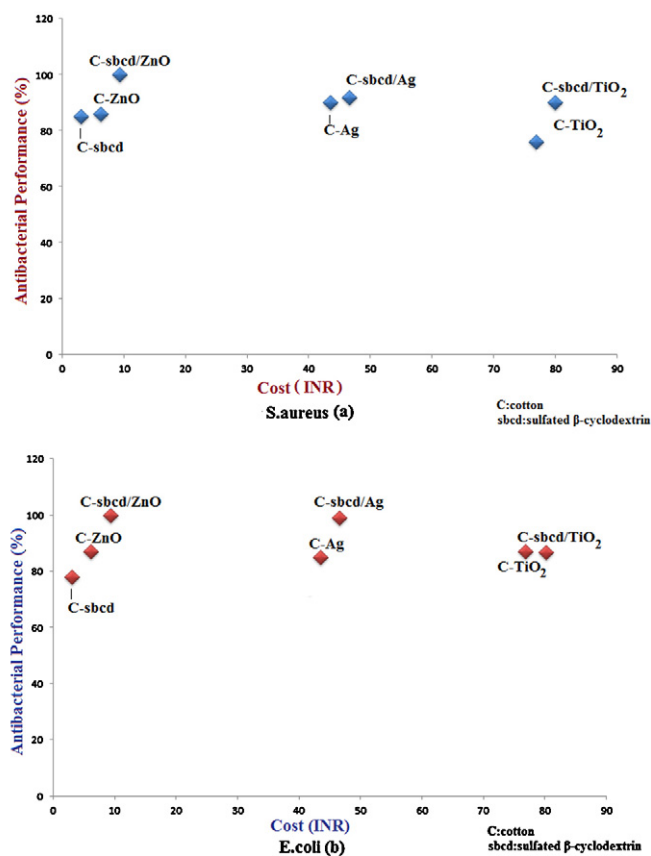 120
C-sbcd/ZnO
100
C-sbcd/Ag
C-sbcd/TiO2
C-ZnO
80
C-Ag
C-TiO2
C-sbcd
60
40
20
0
Antibacterial Performance (%)
0 10 20 30 40 50 60 70 80 90
Cost (INR)
S.aureus (a)
C:cotton
sbcd:sulfated β-cyclodextrin
120
C-sbcd/ZnO
C-sbcd/Ag
100
C-ZnO
C-Ag
C-sbcd/TiO2
80
C-TiO2
C-sbcd
60
40
20
0
Antibacterial Performance (%)
0 10 20 30 40 50 60 70 80 90
Cost (INR)
E.coli (b)
C:cotton
sbcd:sulfated β-cyclodextrin